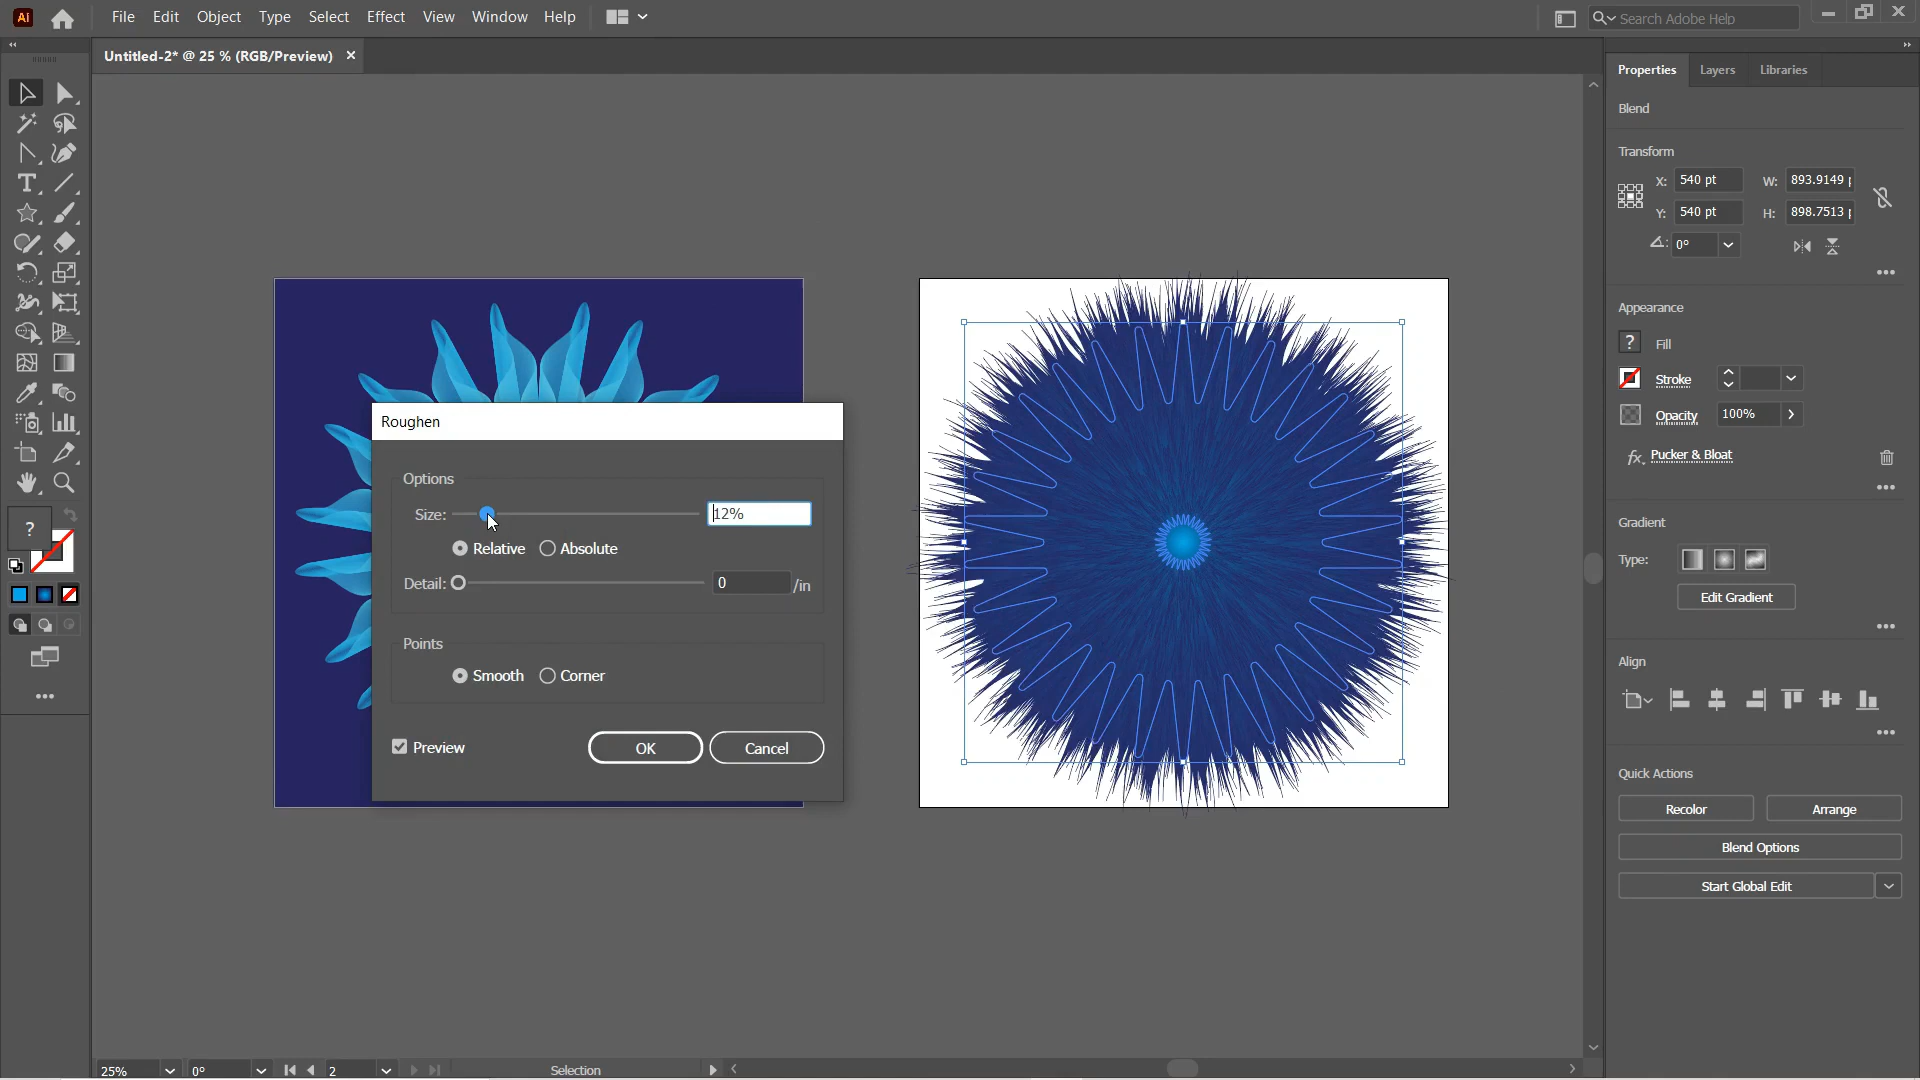 Ai File Edit Object Type Select Effect View Window Help Search Adobe Help
Untitled-2* @ 25 % (RGB/Preview)
Properties Layers Libraries
Blend
Transform
X: 540 pt W: 893.9149
Y: 540 pt H: 898.7513
0°
Appearance
? Fill
Stroke
Opacity 100%
fx. Pucker & Bloat
Gradient
Type:
Edit Gradient
Align
Quick Actions
Recolor Arrange
Blend Options
Start Global Edit
Roughen
Options
Size: 12%
Relative Absolute
Detail: 0 /in
Points
Smooth Corner
Preview OK Cancel
?
25% 0° 2 Selection